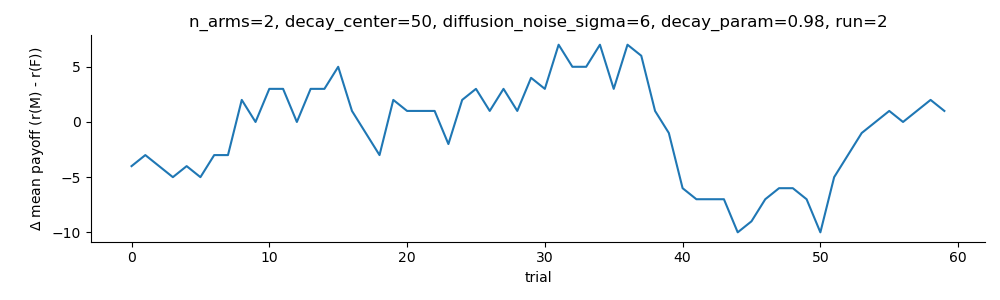 n_arms=2, decay_center=50, diffusion_noise_sigma=6, decay_param=0.98, run=2
Δ mean payoff (r(M) - r(F))
5
0
−5
−10
0 10 20 30 40 50 60
trial